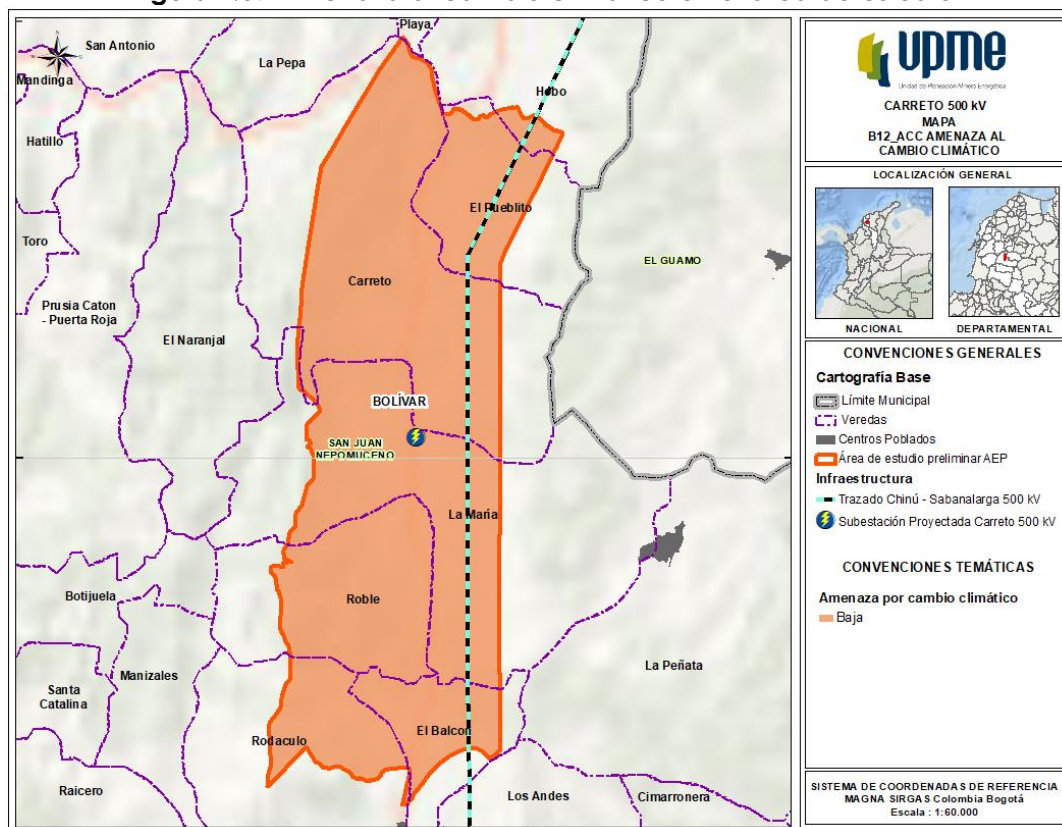 San Antonio
Playa
La Pepa
Mandinga
Hobo
Hatillo
El Pueblito
Toro
EL GUAMO
Carreto
Prusia Caton
- Puerta Roja
El Naranjal
BOLÍVAR
SAN JUAN
NEPOMUCENO
La María
Botijuela
Roble
Manizales
La Peñata
Santa
Catalina
El Balcon
Rodaculo
Raicero
Los Andes
Cimarronera
upme
Unidad de Planeación Minero Energética
CARRETO 500 kV
MAPA
B12_ACC AMENAZA AL
CAMBIO CLIMÁTICO
LOCALIZACIÓN GENERAL
NACIONAL
DEPARTAMENTAL
CONVENCIONES GENERALES
Cartografía Base
Límite Municipal
Veredas
Centros Poblados
Área de estudio preliminar AEP
Infraestructura
Trazado Chinú - Sabanalarga 500 kV
Subestación Proyectada Carreto 500 kV
CONVENCIONES TEMÁTICAS
Amenaza por cambio climático
Baja
SISTEMA DE COORDENADAS DE REFERENCIA
MAGNA SIRGAS Colombia Bogotá
Escala : 1:60.000